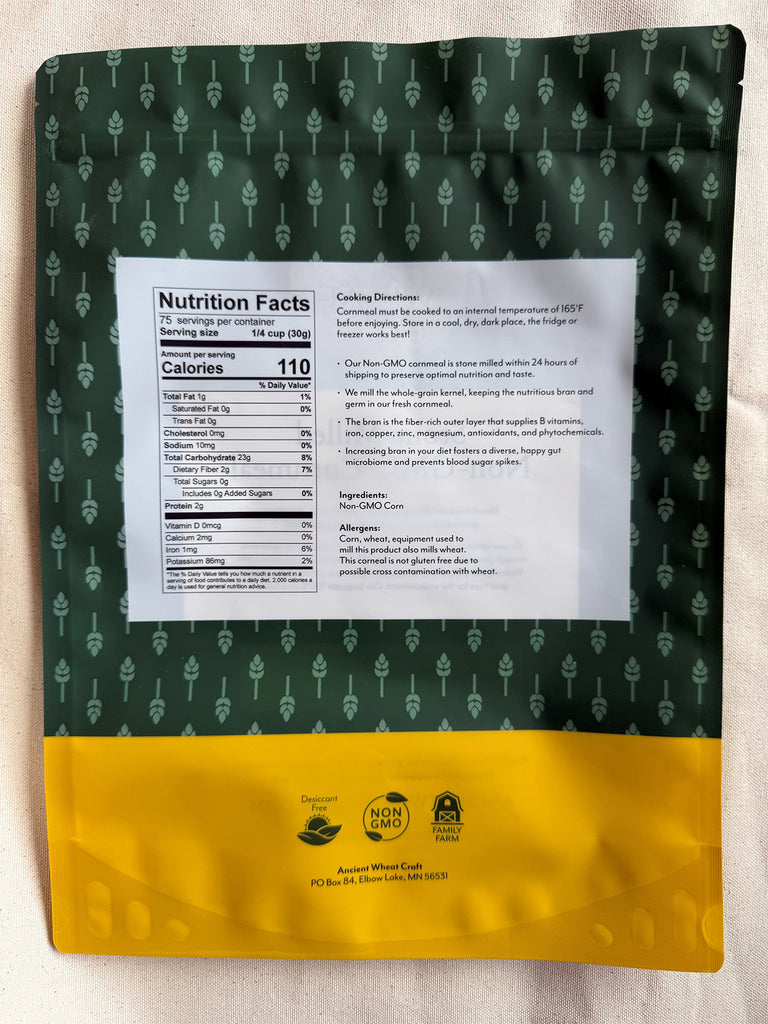 Nutrition Facts
75 servings per container
Serving size 1/4 cup (30g)
Amount per serving
Calories 110
% Daily Value*
Total Fat 1g 1%
Saturated Fat 0g 0%
Trans Fat 0g
Cholesterol 0mg 0%
Sodium 10mg 0%
Total Carbohydrate 23g 8%
Dietary Fiber 2g 7%
Total Sugars 0g
Includes 0g Added Sugars 0%
Protein 2g
Vitamin D 0mcg 0%
Calcium 2mg 0%
Iron 1mg 6%
Potassium 86mg 2%
*The % Daily Value tells you how much a nutrient in a
serving of food contributes to a daily diet. 2,000 calories a
day is used for general nutrition advice.
Cooking Directions:
Cornmeal must be cooked to an internal temperature of 165°F
before enjoying. Store in a cool, dry, dark place, the fridge or
freezer works best!
• Our Non-GMO cornmeal is stone milled within 24 hours of
shipping to preserve optimal nutrition and taste.
• We mill the whole-grain kernel, keeping the nutritious bran and
germ in our fresh cornmeal.
• The bran is the fiber-rich outer layer that supplies B vitamins,
iron, copper, zinc, magnesium, antioxidants, and phytochemicals.
• Increasing bran in your diet fosters a diverse, happy gut
microbiome and prevents blood sugar spikes.
Ingredients:
Non-GMO Corn
Allergens:
Corn, wheat, equipment used to
mill this product also mills wheat.
This corneal is not gluten free due to
possible cross contamination with wheat.
Desiccant
Free
NON
GMO
FAMILY
FARM
Ancient Wheat Craft
PO Box 84, Elbow Lake, MN 56531